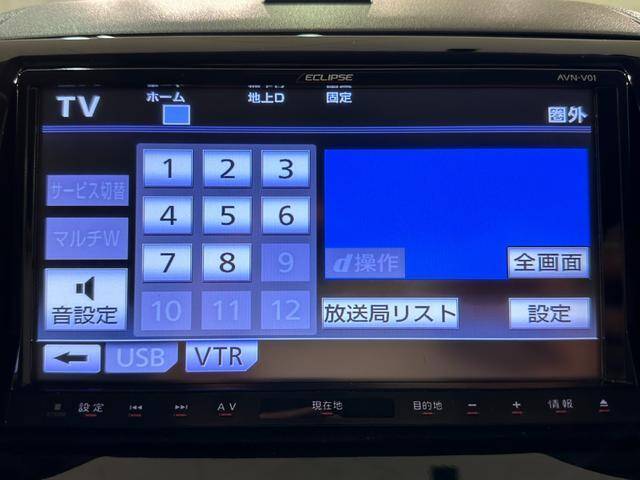 ECLIPSE AVN-V01
TV ホーム 地上D 固定
圏外
サービス切替 1 2 3
マルチW 4 5 6
7 8 9 d操作 全画面
音設定 10 11 12 放送局リスト 設定
USB VTR
設定 AV 現在地 目的地 − + 情報